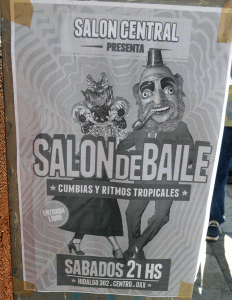 SALON CENTRAL
PRESENTA
SALON DE BAILE
★ CUMBIAS Y RITMOS TROPICALES ★
ENTRADA
LIBRE
SABADOS 21 HS
HIDALGO 302 . CENTRO . OAX